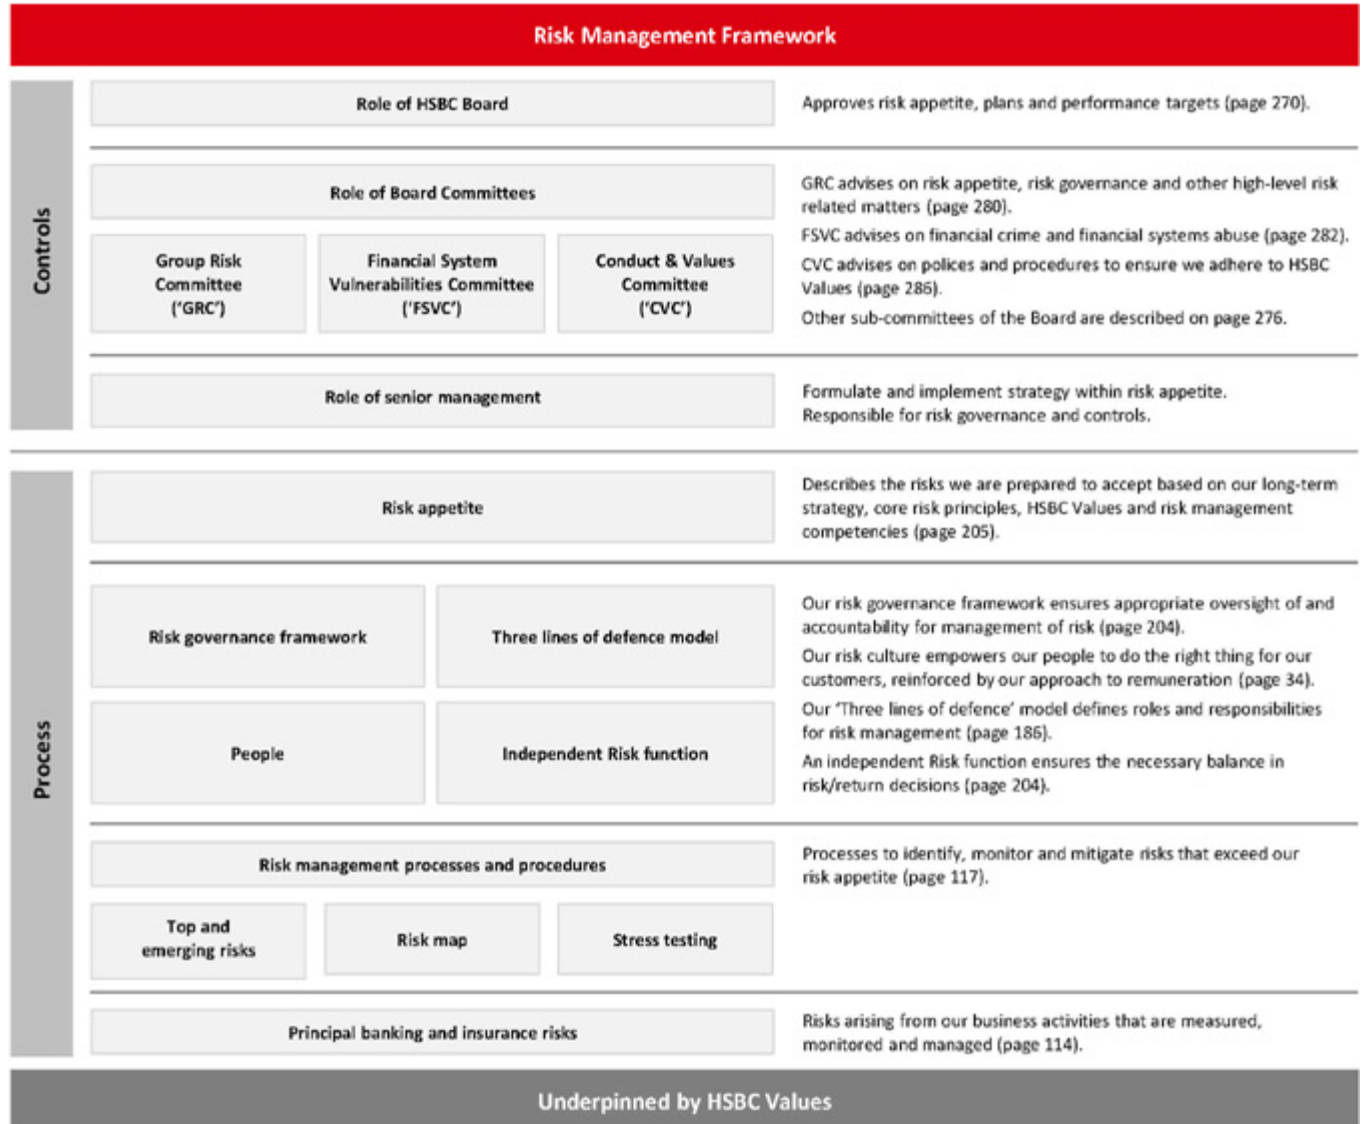 Risk Management Framework
Controls
Role of HSBC Board
Approves risk appetite, plans and performance targets (page 270).
Role of Board Committees
Group Risk
Committee
('GRC')
Financial System
Vulnerabilities Committee
('FSVC')
Conduct & Values
Committee
('CVC')
GRC advises on risk appetite, risk governance and other high-level risk
related matters (page 280).
FSVC advises on financial crime and financial systems abuse (page 282).
CVC advises on polices and procedures to ensure we adhere to HSBC
Values (page 286).
Other sub-committees of the Board are described on page 276.
Role of senior management
Formulate and implement strategy within risk appetite.
Responsible for risk governance and controls.
Process
Risk appetite
Describes the risks we are prepared to accept based on our long-term
strategy, core risk principles, HSBC Values and risk management
competencies (page 205).
Risk governance framework
Three lines of defence model
People
Independent Risk function
Our risk governance framework ensures appropriate oversight of and
accountability for management of risk (page 204).
Our risk culture empowers our people to do the right thing for our
customers, reinforced by our approach to remuneration (page 34).
Our 'Three lines of defence' model defines roles and responsibilities
for risk management (page 186).
An independent Risk function ensures the necessary balance in
risk/return decisions (page 204).
Risk management processes and procedures
Top and
emerging risks
Risk map
Stress testing
Processes to identify, monitor and mitigate risks that exceed our
risk appetite (page 117).
Principal banking and insurance risks
Risks arising from our business activities that are measured,
monitored and managed (page 114).
Underpinned by HSBC Values